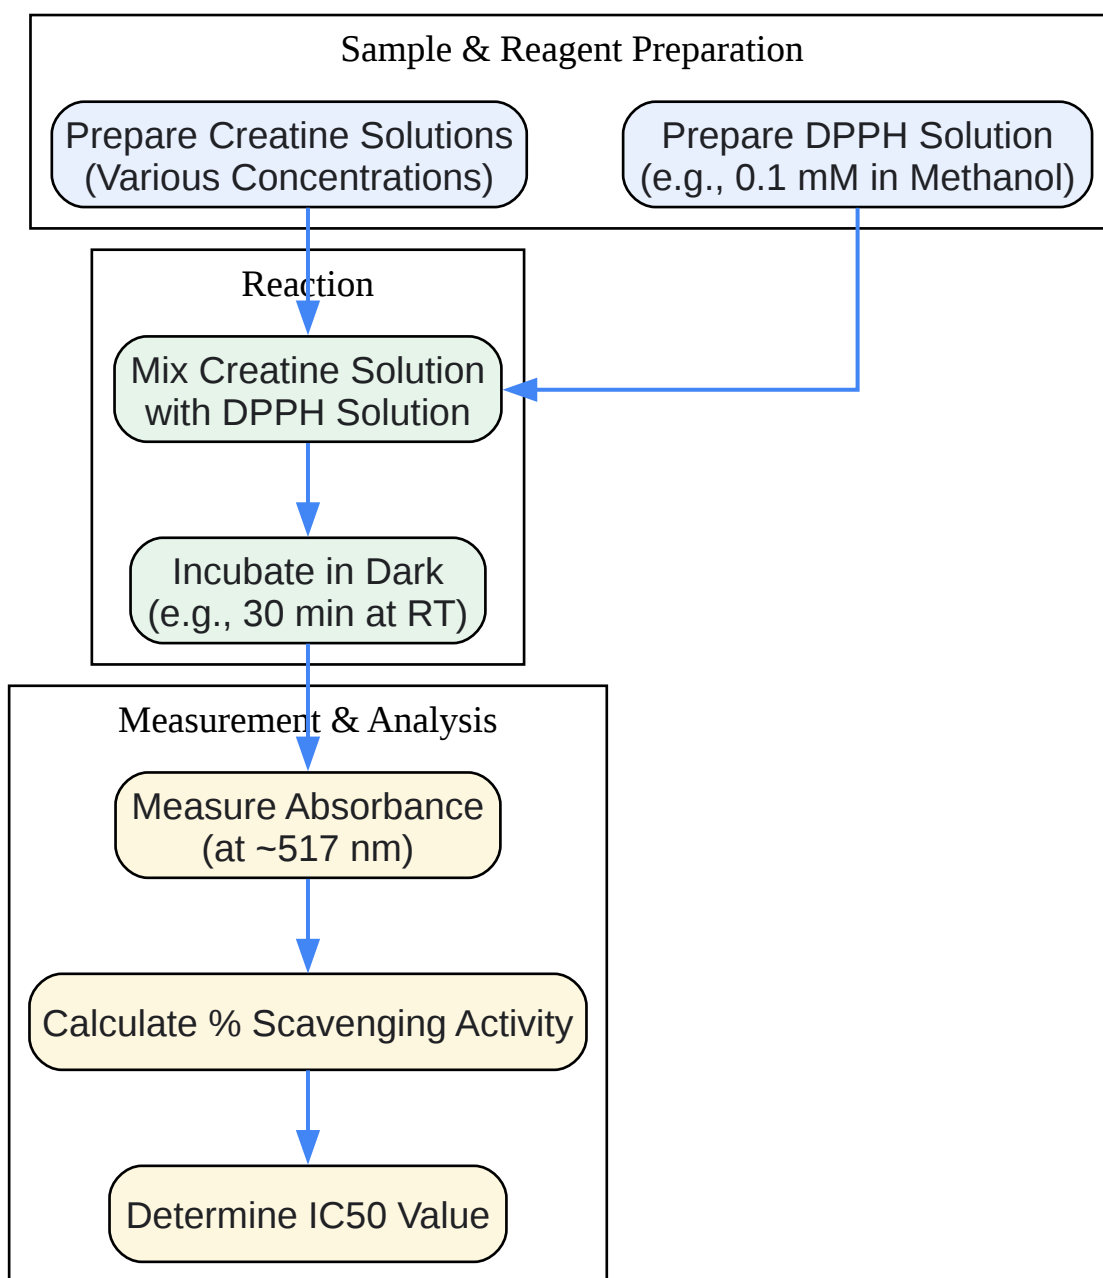 Sample & Reagent Preparation
Prepare Creatine Solutions
(Various Concentrations)
Prepare DPPH Solution
(e.g., 0.1 mM in Methanol)
Reaction
Mix Creatine Solution
with DPPH Solution
Incubate in Dark
(e.g., 30 min at RT)
Measurement & Analysis
Measure Absorbance
(at ~517 nm)
Calculate % Scavenging Activity
Determine IC50 Value